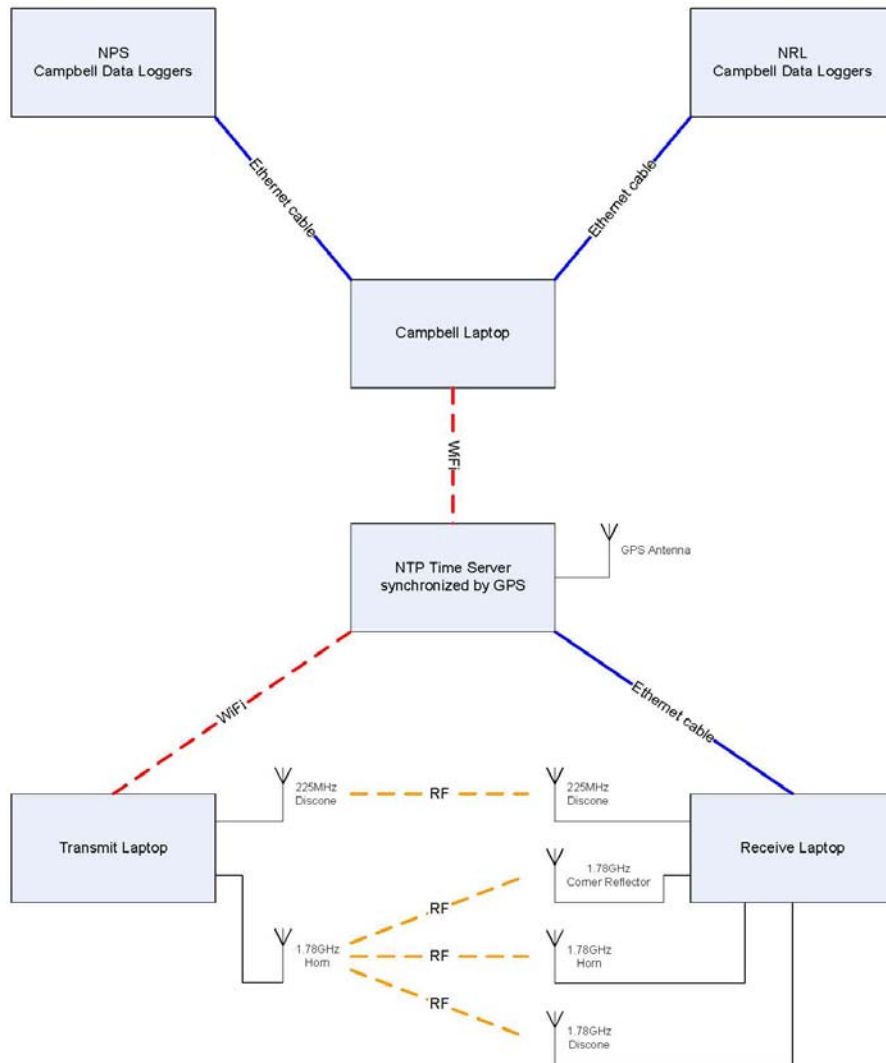 NPS
Campbell Data Loggers
NRL
Campbell Data Loggers
Ethernet cable
Ethernet cable
Campbell Laptop
WiFi
NTP Time Server
synchronized by GPS
GPS Antenna
WiFi
Ethernet cable
Transmit Laptop
225MHz
Discone
RF
225MHz
Discone
Receive Laptop
1.78GHz
Corner Reflector
RF
1.78GHz
Horn
RF
1.78GHz
Horn
RF
1.78GHz
Discone